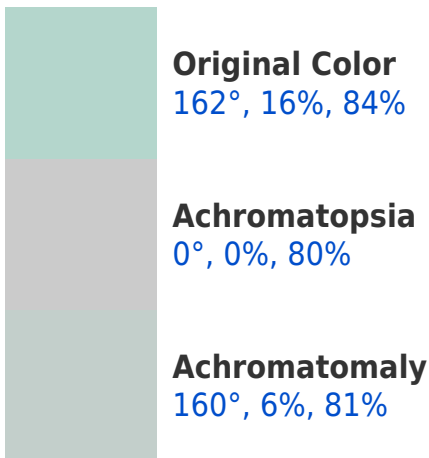 Original Color
162°, 16%, 84%
Achromatopsia
0°, 0%, 80%
Achromatomaly
160°, 6%, 81%